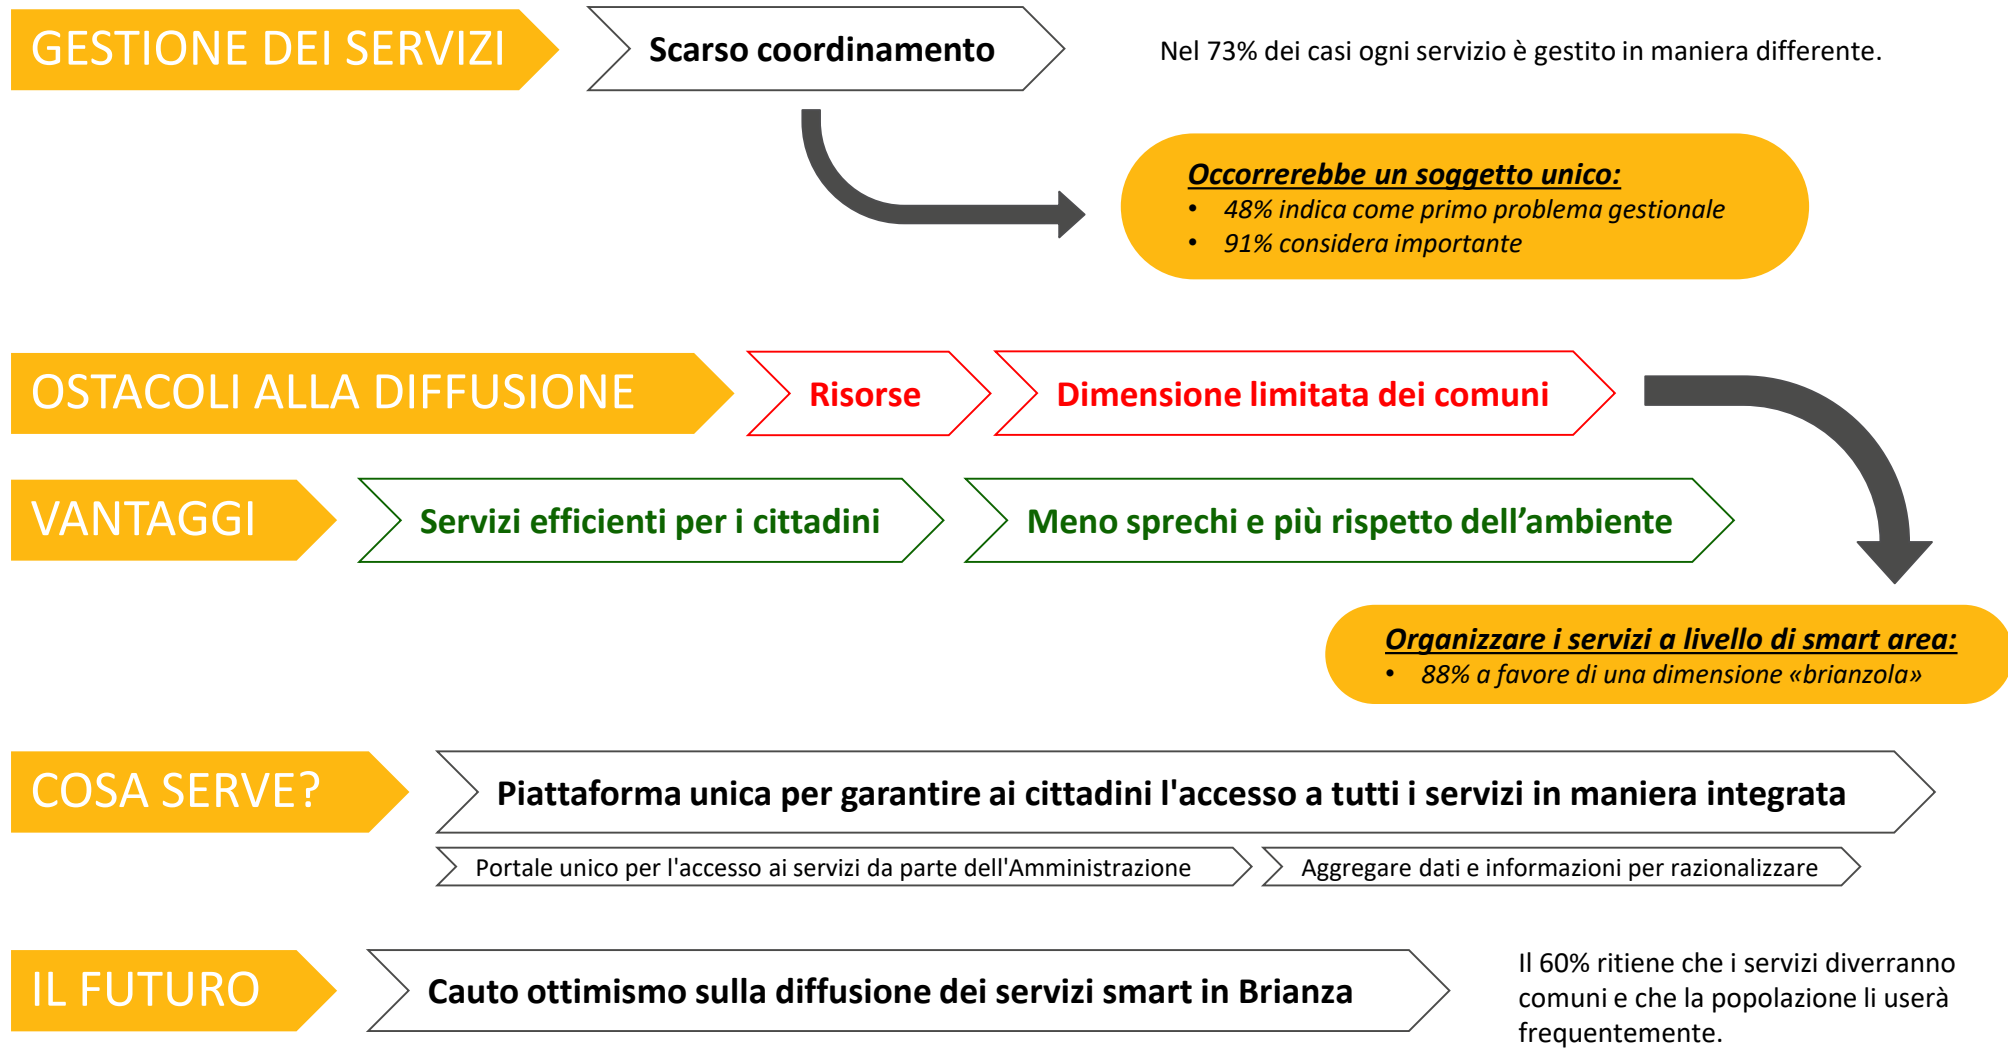 GESTIONE DEI SERVIZI
Scarso coordinamento
Nel 73% dei casi ogni servizio è gestito in maniera differente.
Occorrerebbe un soggetto unico:
• 48% indica come primo problema gestionale
• 91% considera importante
OSTACOLI ALLA DIFFUSIONE
Risorse
Dimensione limitata dei comuni
VANTAGGI
Servizi efficienti per i cittadini
Meno sprechi e più rispetto dell’ambiente
Organizzare i servizi a livello di smart area:
• 88% a favore di una dimensione «brianzola»
COSA SERVE?
Piattaforma unica per garantire ai cittadini l'accesso a tutti i servizi in maniera integrata
Portale unico per l'accesso ai servizi da parte dell'Amministrazione
Aggregare dati e informazioni per razionalizzare
IL FUTURO
Cauto ottimismo sulla diffusione dei servizi smart in Brianza
Il 60% ritiene che i servizi diverranno
comuni e che la popolazione li userà
frequentemente.